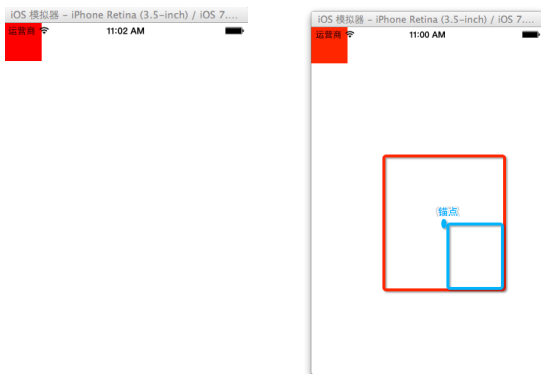 iOS 模拟器 - iPhone Retina (3.5-inch) / iOS 7....
运营商 11:02 AM
iOS 模拟器 - iPhone Retina (3.5-inch) / iOS 7....
运营商 11:00 AM
(锚点)